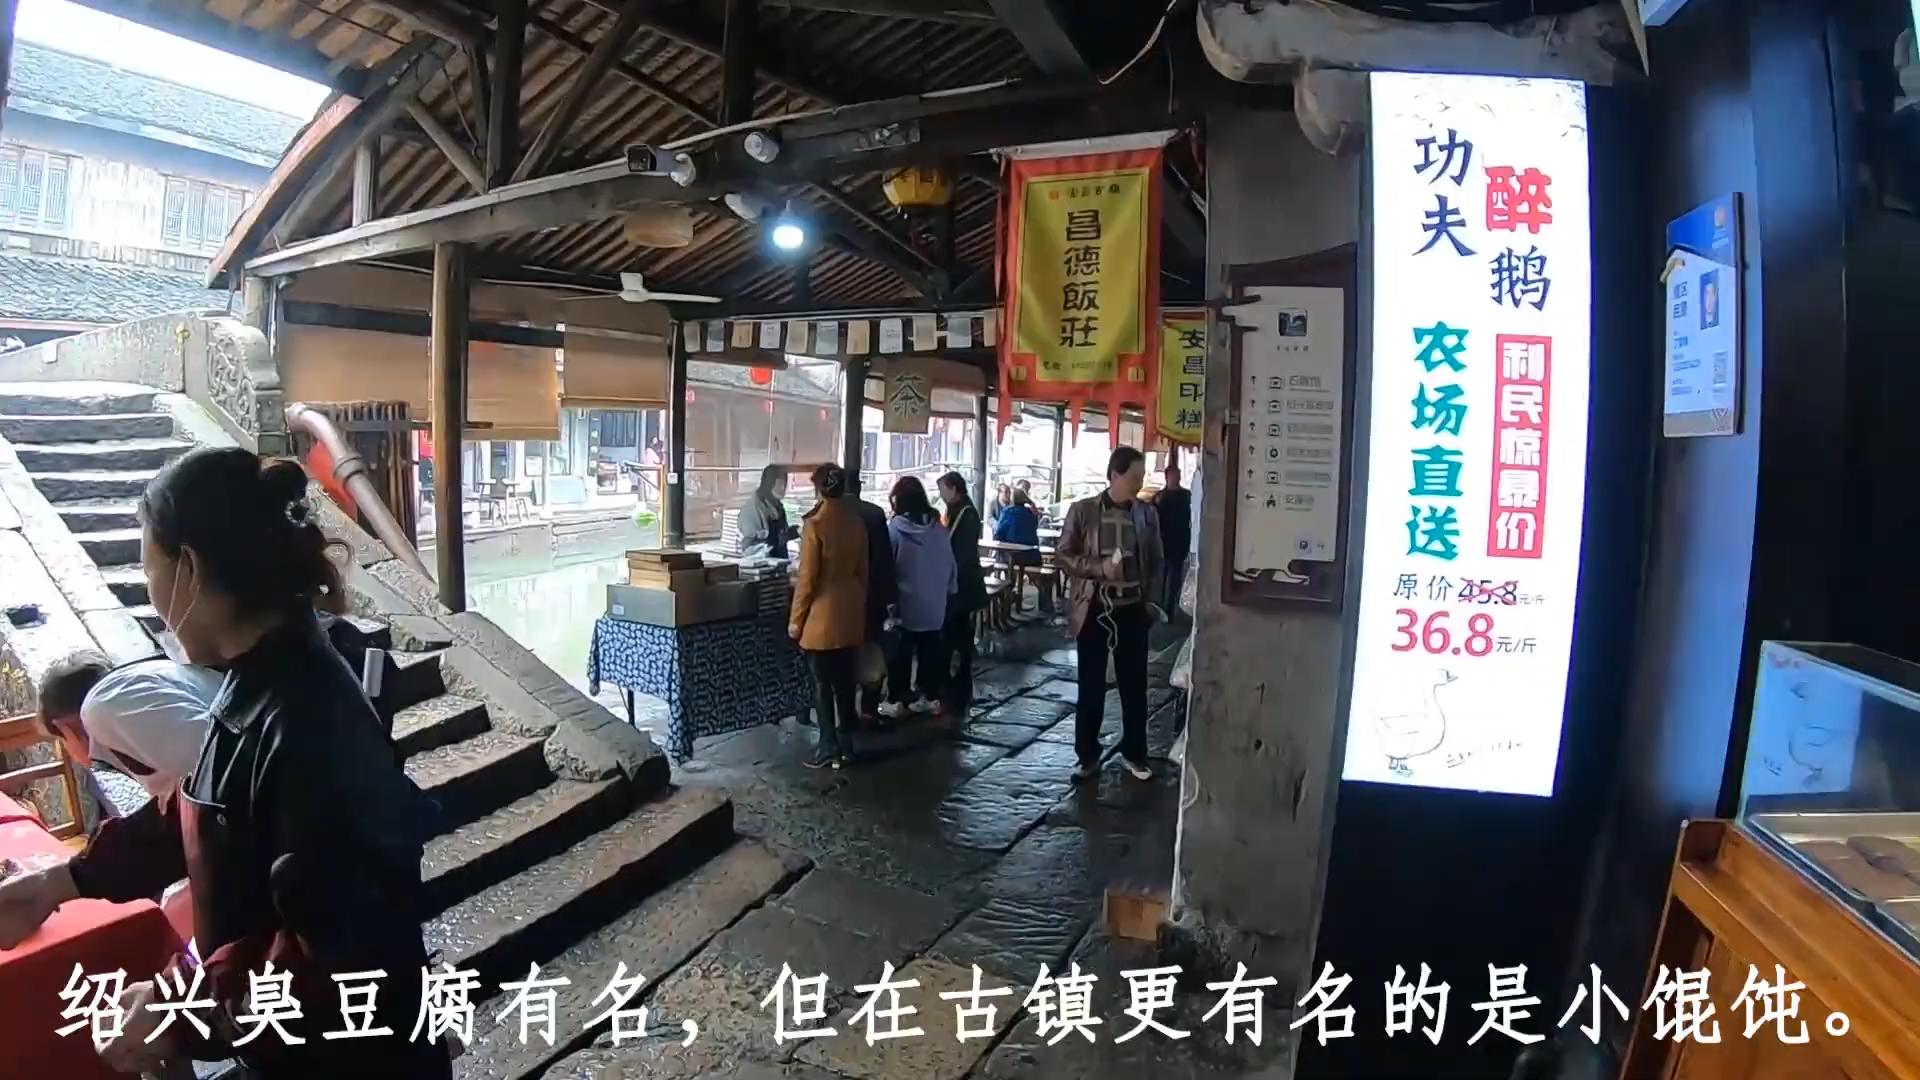 昌德飯莊
安昌印糕
茶
功夫
醉鹅
农场直送
利民惊暴价
原价45.8元/斤
36.8元/斤
绍兴臭豆腐有名，但在古镇更有名的是小馄饨。